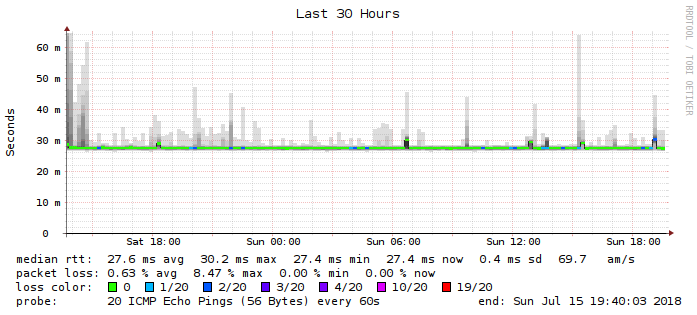 Last 30 Hours
RRDTOOL / TOBI OETIKER
Seconds
60 m
50 m
40 m
30 m
20 m
10 m
0
Sat 18:00 Sun 00:00 Sun 06:00 Sun 12:00 Sun 18:00
median rtt: 27.6 ms avg 30.2 ms max 27.4 ms min 27.4 ms now 0.4 ms sd 69.7 am/s
packet loss: 0.63 % avg 8.47 % max 0.00 % min 0.00 % now
loss color: 0 1/20 2/20 3/20 4/20 10/20 19/20
probe: 20 ICMP Echo Pings (56 Bytes) every 60s end: Sun Jul 15 19:40:03 2018